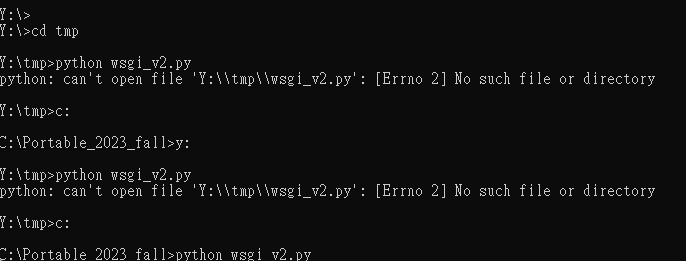 Y:\>
Y:\>cd tmp
Y:\tmp>python wsgi_v2.py
python: can't open file 'Y:\\tmp\\wsgi_v2.py': [Errno 2] No such file or directory
Y:\tmp>c:
C:\Portable_2023_fall>y:
Y:\tmp>python wsgi_v2.py
python: can't open file 'Y:\\tmp\\wsgi_v2.py': [Errno 2] No such file or directory
Y:\tmp>c:
C:\Portable_2023_fall>python wsgi_v2.py